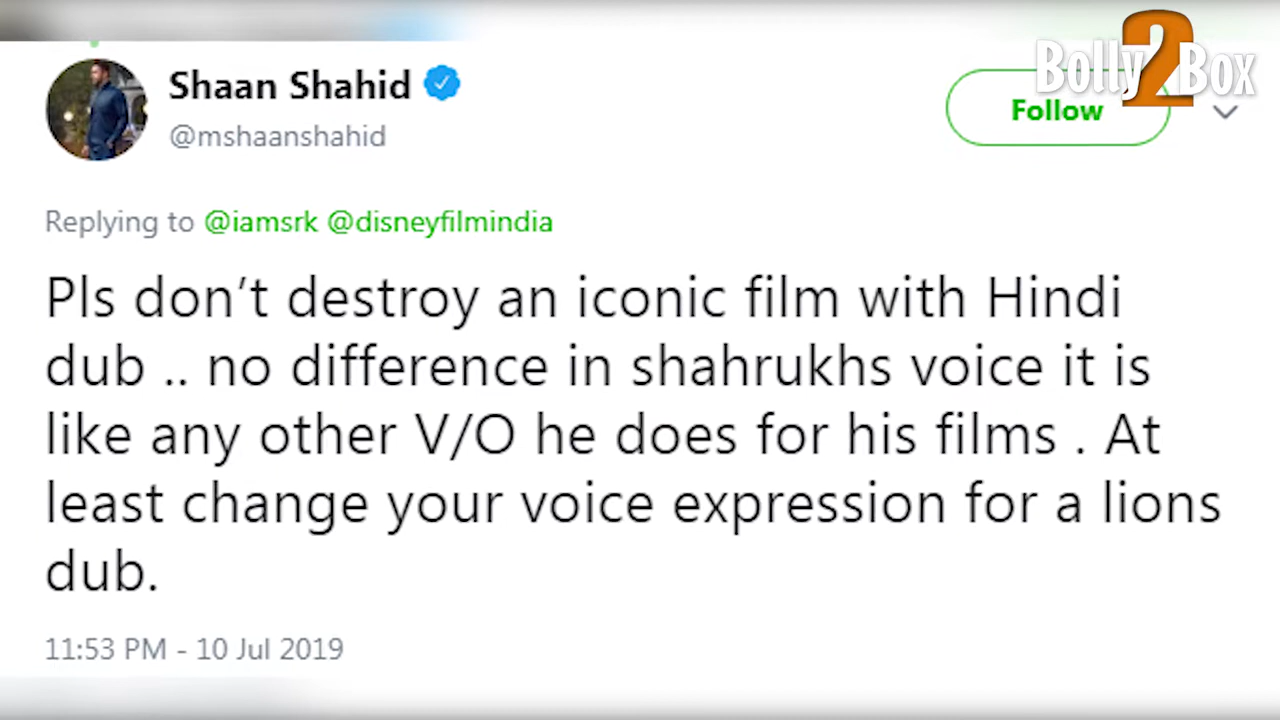 Bolly2Box
Shaan Shahid
@mshaanshahid
Follow
Replying to @iamsrk @disneyfilmindia
Pls don’t destroy an iconic film with Hindi
dub .. no difference in shahrukhs voice it is
like any other V/O he does for his films . At
least change your voice expression for a lions
dub.
11:53 PM - 10 Jul 2019